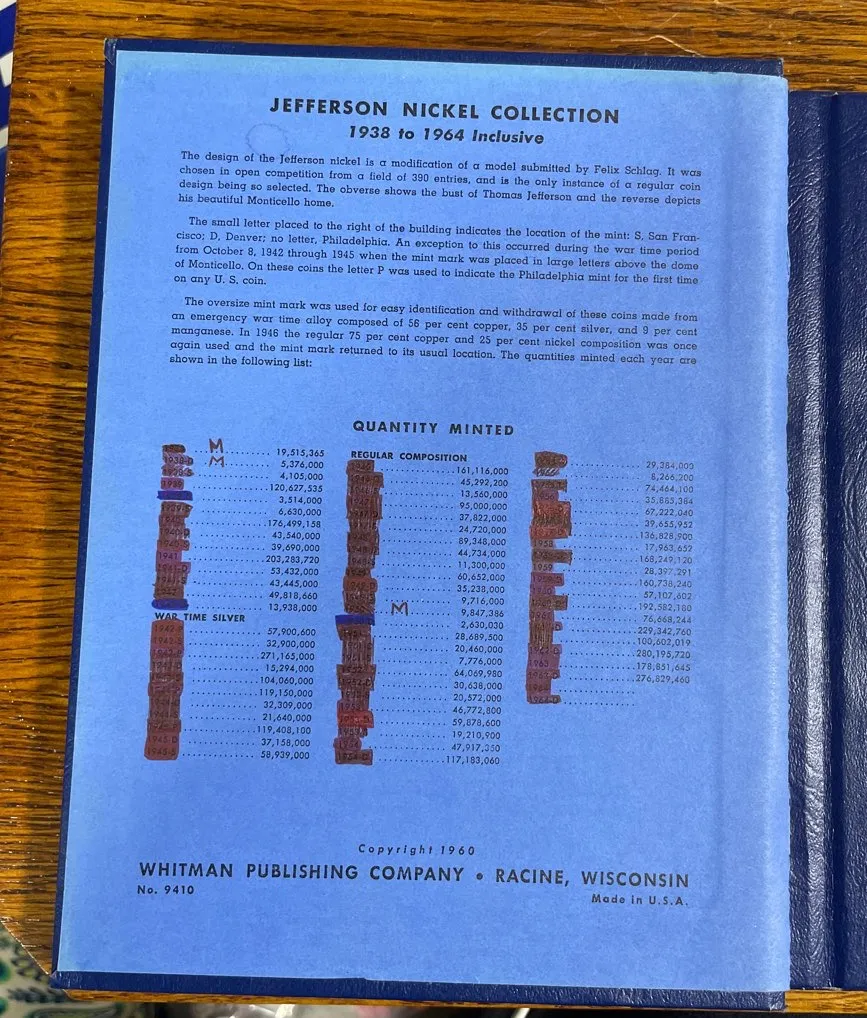 JEFFERSON NICKEL COLLECTION
1938 to 1964 Inclusive
The design of the Jefferson nickel is a modification of a model submitted by Felix Schlag. It was
chosen in open competition from a field of 390 entries, and is the only instance of a regular coin
design being so selected. The obverse shows the bust of Thomas Jefferson and the reverse depicts
his beautiful Monticello home.
The small letter placed to the right of the building indicates the location of the mint: S, San Fran-
cisco; D, Denver; no letter, Philadelphia. An exception to this occurred during the war time period
from October 8, 1942 through 1945 when the mint mark was placed in large letters above the dome
of Monticello. On these coins the letter P was used to indicate the Philadelphia mint for the first time
on any U. S. coin.
The oversize mint mark was used for easy identification and withdrawal of these coins made from
an emergency war time alloy composed of 56 per cent copper, 35 per cent silver, and 9 per cent
manganese. In 1946 the regular 75 per cent copper and 25 per cent nickel composition was once
again used and the mint mark returned to its usual location. The quantities minted each year are
shown in the following list:
QUANTITY MINTED
M 19,515,365
1938-D M 5,376,000
4,105,000
1939 120,627,535
3,514,000
6,630,000
176,499,158
43,540,000
39,690,000
1941 203,283,720
53,432,000
43,445,000
49,818,660
13,938,000
WAR TIME SILVER
57,900,600
32,900,000
271,165,000
15,294,000
104,060,000
119,150,000
32,309,000
21,640,000
119,408,100
37,158,000
58,939,000
REGULAR COMPOSITION
161,116,000
45,292,200
13,560,000
95,000,000
37,822,000
24,720,000
89,348,000
44,734,000
11,300,000
60,652,000
35,238,000
9,716,000
M 9,847,386
2,630,030
28,689,500
20,460,000
7,776,000
64,069,980
30,638,000
20,572,000
46,772,800
59,878,600
19,210,900
47,917,350
1954-D 117,183,060
29,384,000
8,266,200
74,464,100
35,885,384
67,222,040
39,655,952
136,828,900
1958 17,963,652
168,249,120
1959 28,397,291
160,738,240
57,107,602
192,582,180
76,668,244
229,342,760
100,602,019
280,195,720
1963 178,851,645
276,829,460
Copyright 1960
WHITMAN PUBLISHING COMPANY • RACINE, WISCONSIN
No. 9410
Made in U.S.A.